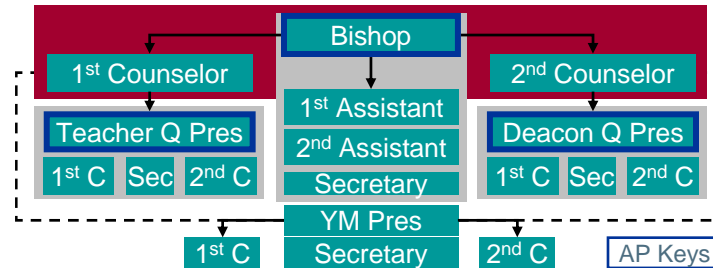 Bishop
1st Counselor
2nd Counselor
1st Assistant
Teacher Q Pres
Deacon Q Pres
2nd Assistant
1st C
Sec
2nd C
Secretary
1st C
Sec
2nd C
YM Pres
1st C
Secretary
2nd C
AP Keys